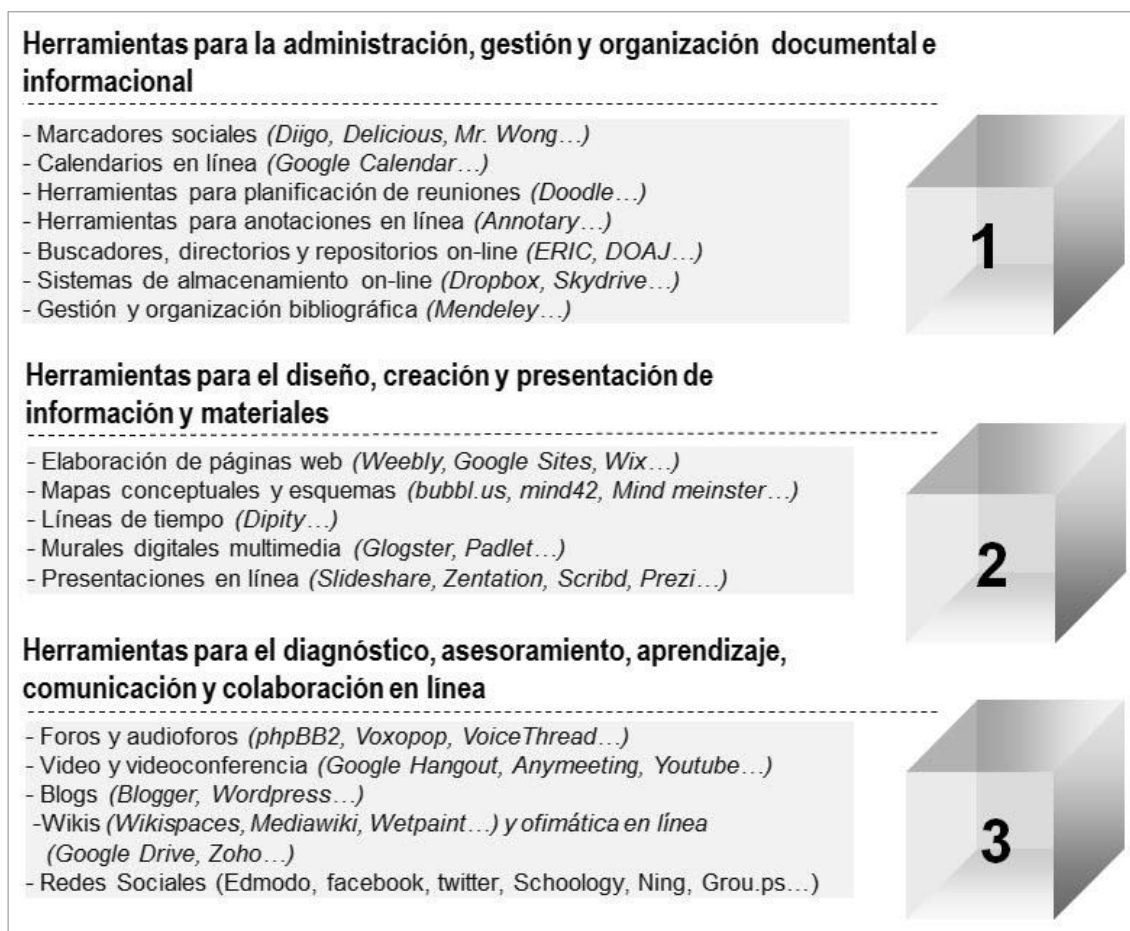 Herramientas para la administración, gestión y organización documental e
informacional
- Marcadores sociales (Diigo, Delicious, Mr. Wong…)
- Calendarios en línea (Google Calendar…)
- Herramientas para planificación de reuniones (Doodle…)
- Herramientas para anotaciones en línea (Annotary…)
- Buscadores, directorios y repositorios on-line (ERIC, DOAJ…)
- Sistemas de almacenamiento on-line (Dropbox, Skydrive…)
- Gestión y organización bibliográfica (Mendeley…)
1
Herramientas para el diseño, creación y presentación de
información y materiales
- Elaboración de páginas web (Weebly, Google Sites, Wix…)
- Mapas conceptuales y esquemas (bubbl.us, mind42, Mind meinster…)
- Líneas de tiempo (Dipity…)
- Murales digitales multimedia (Glogster, Padlet…)
- Presentaciones en línea (Slideshare, Zentation, Scribd, Prezi…)
2
Herramientas para el diagnóstico, asesoramiento, aprendizaje,
comunicación y colaboración en línea
- Foros y audioforos (phpBB2, Voxopop, VoiceThread…)
- Video y videoconferencia (Google Hangout, Anymeeting, Youtube…)
- Blogs (Blogger, Wordpress…)
-Wikis (Wikispaces, Mediawiki, Wetpaint…) y ofimática en línea
(Google Drive, Zoho…)
- Redes Sociales (Edmodo, facebook, twitter, Schoology, Ning, Grou.ps…)
3